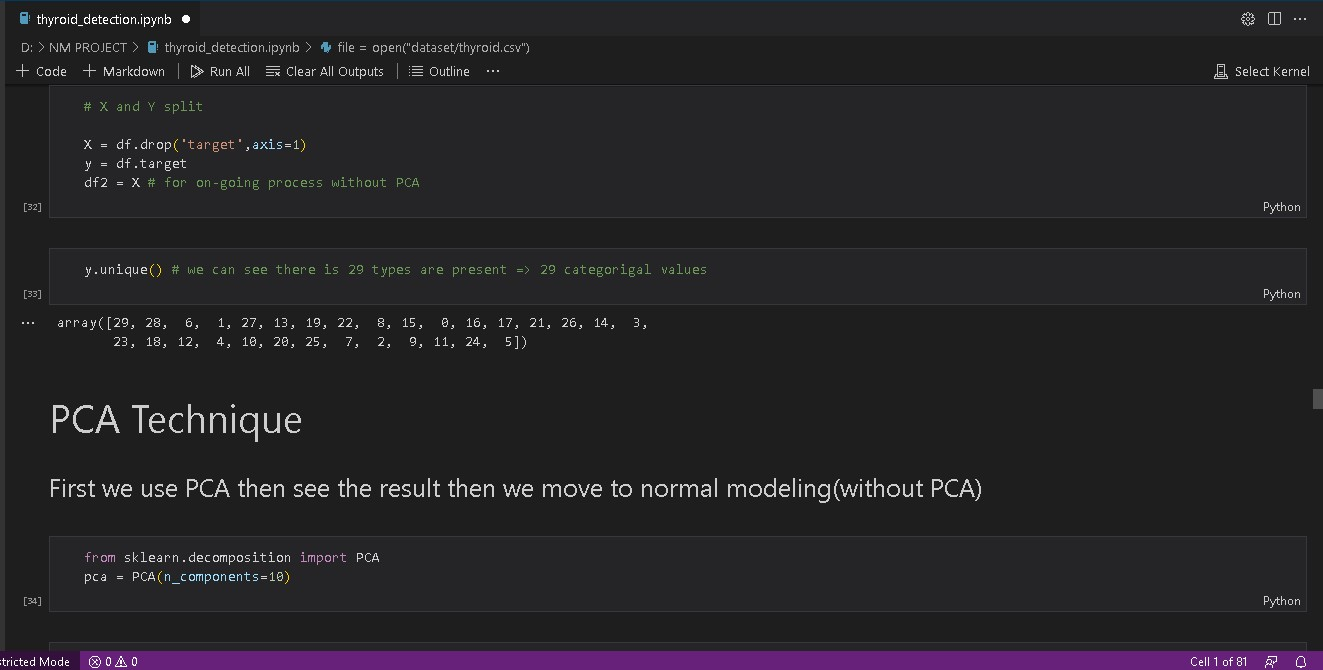 thyroid_detection.ipynb
D: > NM PROJECT > thyroid_detection.ipynb > file = open("dataset/thyroid.csv")
+ Code + Markdown | Run All Clear All Outputs | Outline ...
Select Kernel
# X and Y split
X = df.drop('target',axis=1)
y = df.target
df2 = X # for on-going process without PCA
[32]
Python
y.unique() # we can see there is 29 types are present => 29 categorigal values
[33]
Python
array([29, 28,  6,  1, 27, 13, 19, 22,  8, 15,  0, 16, 17, 21, 26, 14,  3,
23, 18, 12,  4, 10, 20, 25,  7,  2,  9, 11, 24,  5])
PCA Technique
First we use PCA then see the result then we move to normal modeling(without PCA)
from sklearn.decomposition import PCA
pca = PCA(n_components=10)
[34]
Python
stricted Mode 0 0 Cell 1 of 81